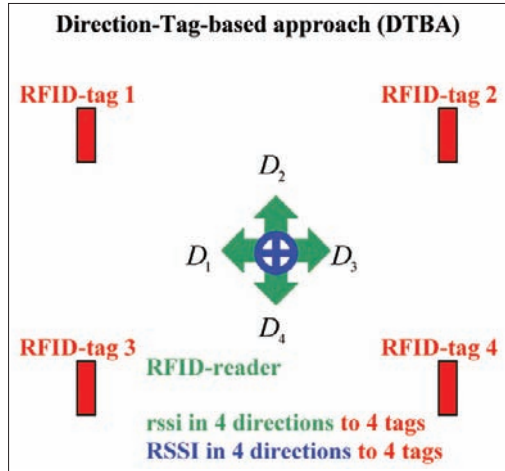 Direction-Tag-based approach (DTBA)
RFID-tag 1
RFID-tag 2
D₂
D₁
D₃
D₄
RFID-tag 3
RFID-tag 4
RFID-reader
rssi in 4 directions to 4 tags
RSSI in 4 directions to 4 tags